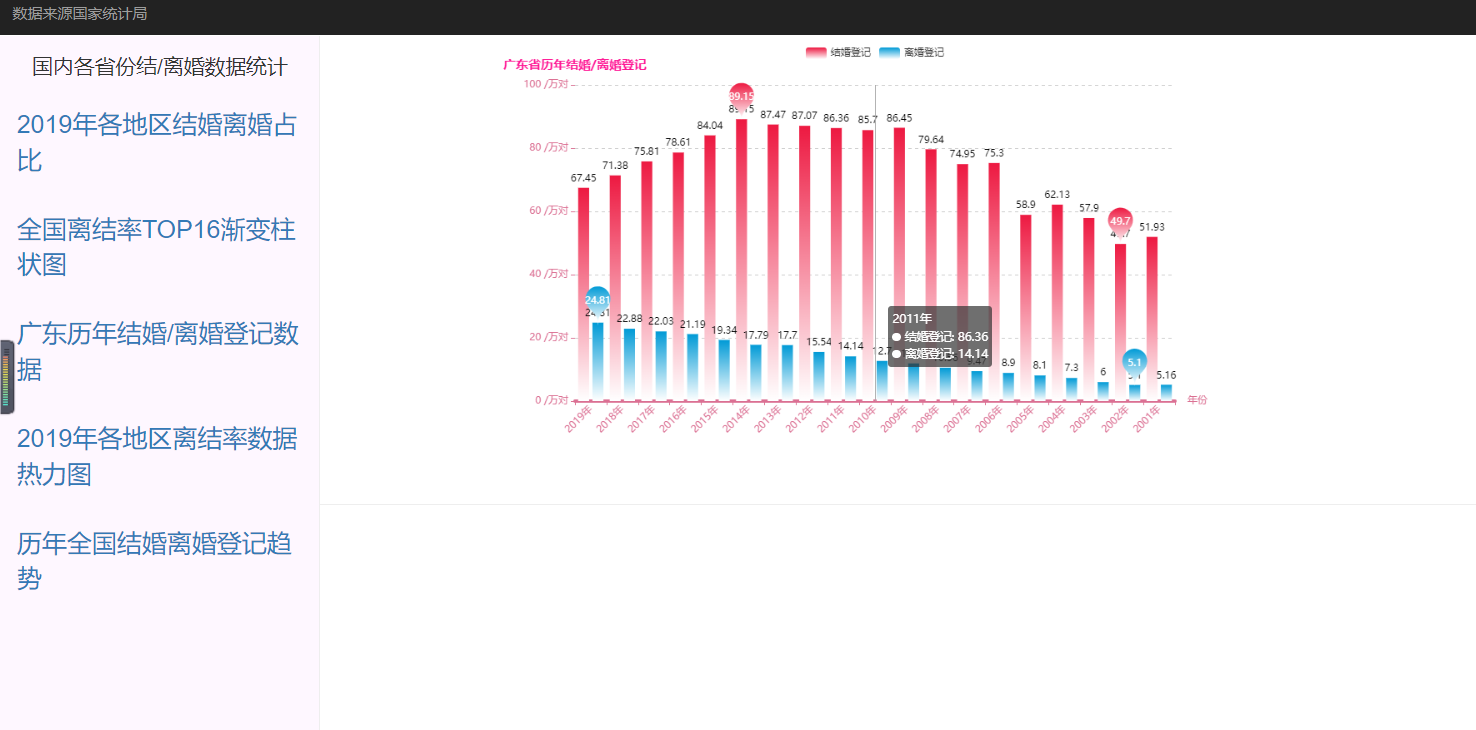 数据来源国家统计局
国内各省份结/离婚数据统计
2019年各地区结婚离婚占
比
全国离结率TOP16渐变柱
状图
广东历年结婚/离婚登记数
据
2019年各地区离结率数据
热力图
历年全国结婚离婚登记趋
势
结婚登记 离婚登记
广东省历年结婚/离婚登记
100 /万对
80 /万对
60 /万对
40 /万对
20 /万对
0 /万对
67.45 71.38 75.81 78.61 84.04 89.15 87.47 87.07 86.36 85.7 86.45 79.64 74.95 75.3 58.9 62.13 57.9 49.7 51.93
24.81 22.88 22.03 21.19 19.34 17.79 17.7 15.54 14.14 8.9 8.1 7.3 6 5.1 5.16
2011年
结婚登记: 86.36
离婚登记: 14.14
2019年 2018年 2017年 2016年 2015年 2014年 2013年 2012年 2011年 2010年 2009年 2008年 2007年 2006年 2005年 2004年 2003年 2002年 2001年
年份